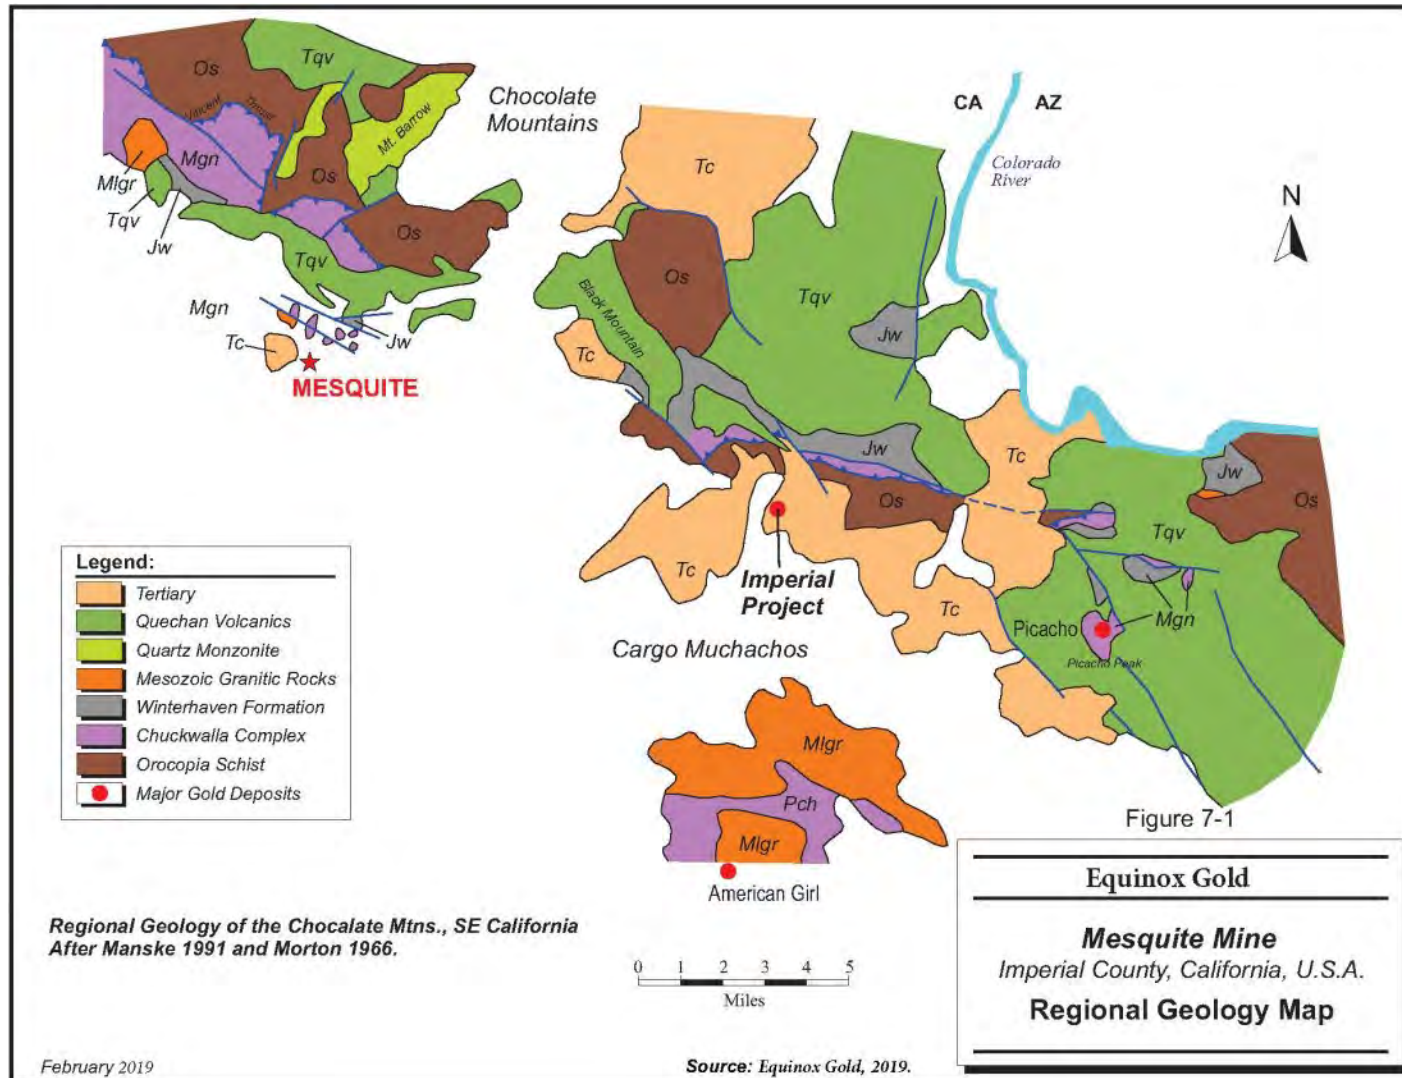 Os
Tqv
Chocolate
Mountains
CA
AZ
Vincent
Thrust
Mt. Barrow
Colorado
River
Mgn
Tc
N
Mlgr
Os
Tqv
Jw
Os
Tqv
Os
Tqv
Black Mountain
Mgn
Jw
Tc
Jw
Tc
MESQUITE
Jw
Tc
Jw
Os
Os
Tqv
Legend:
Tertiary
Quechan Volcanics
Quartz Monzonite
Mesozoic Granitic Rocks
Winterhaven Formation
Chuckwalla Complex
Orocopia Schist
Major Gold Deposits
Tc
Imperial
Project
Tc
Mgn
Picacho
Picacho Peak
Cargo Muchachos
Mlgr
Pch
Mlgr
American Girl
Figure 7-1
Equinox Gold
Mesquite Mine
Imperial County, California, U.S.A.
Regional Geology Map
Regional Geology of the Chocalate Mtns., SE California
After Manske 1991 and Morton 1966.
0 1 2 3 4 5
Miles
February 2019
Source: Equinox Gold, 2019.